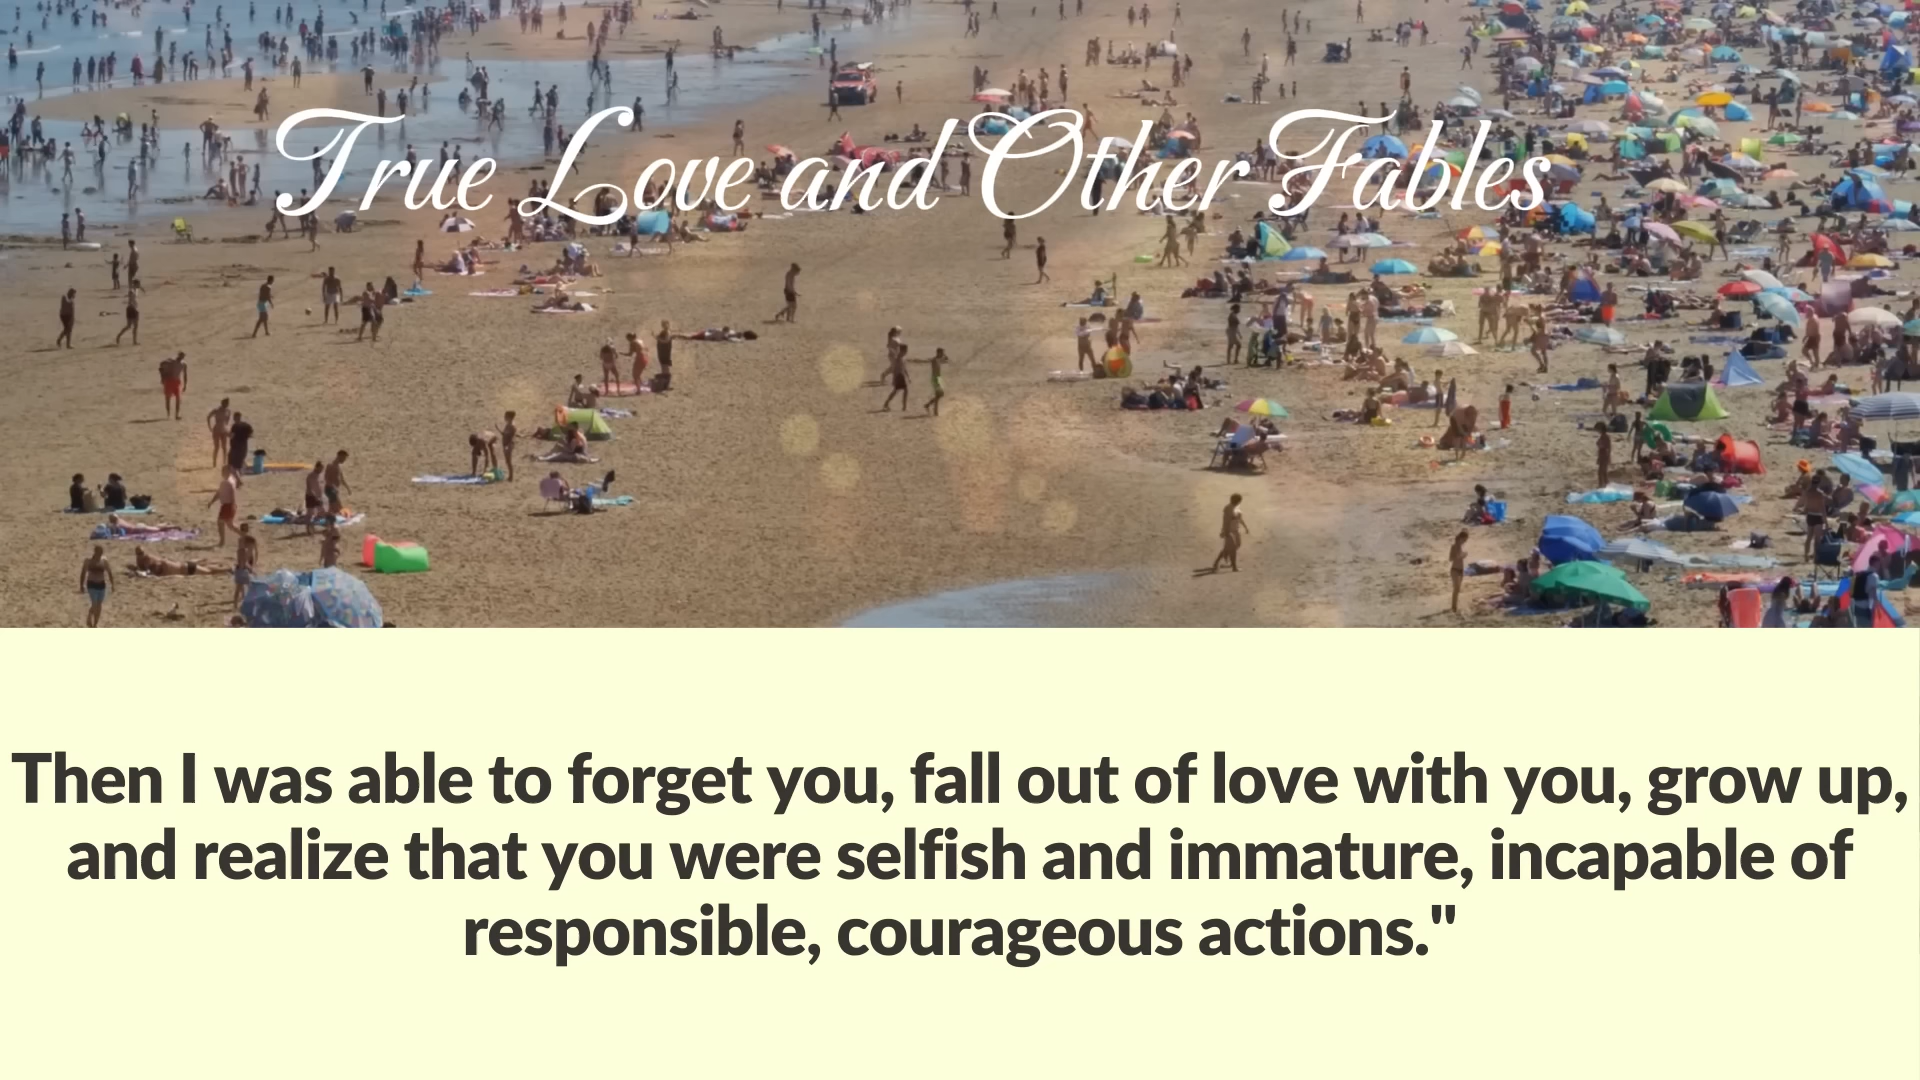 True Love and Other Fables
Then I was able to forget you, fall out of love with you, grow up,
and realize that you were selfish and immature, incapable of
responsible, courageous actions."